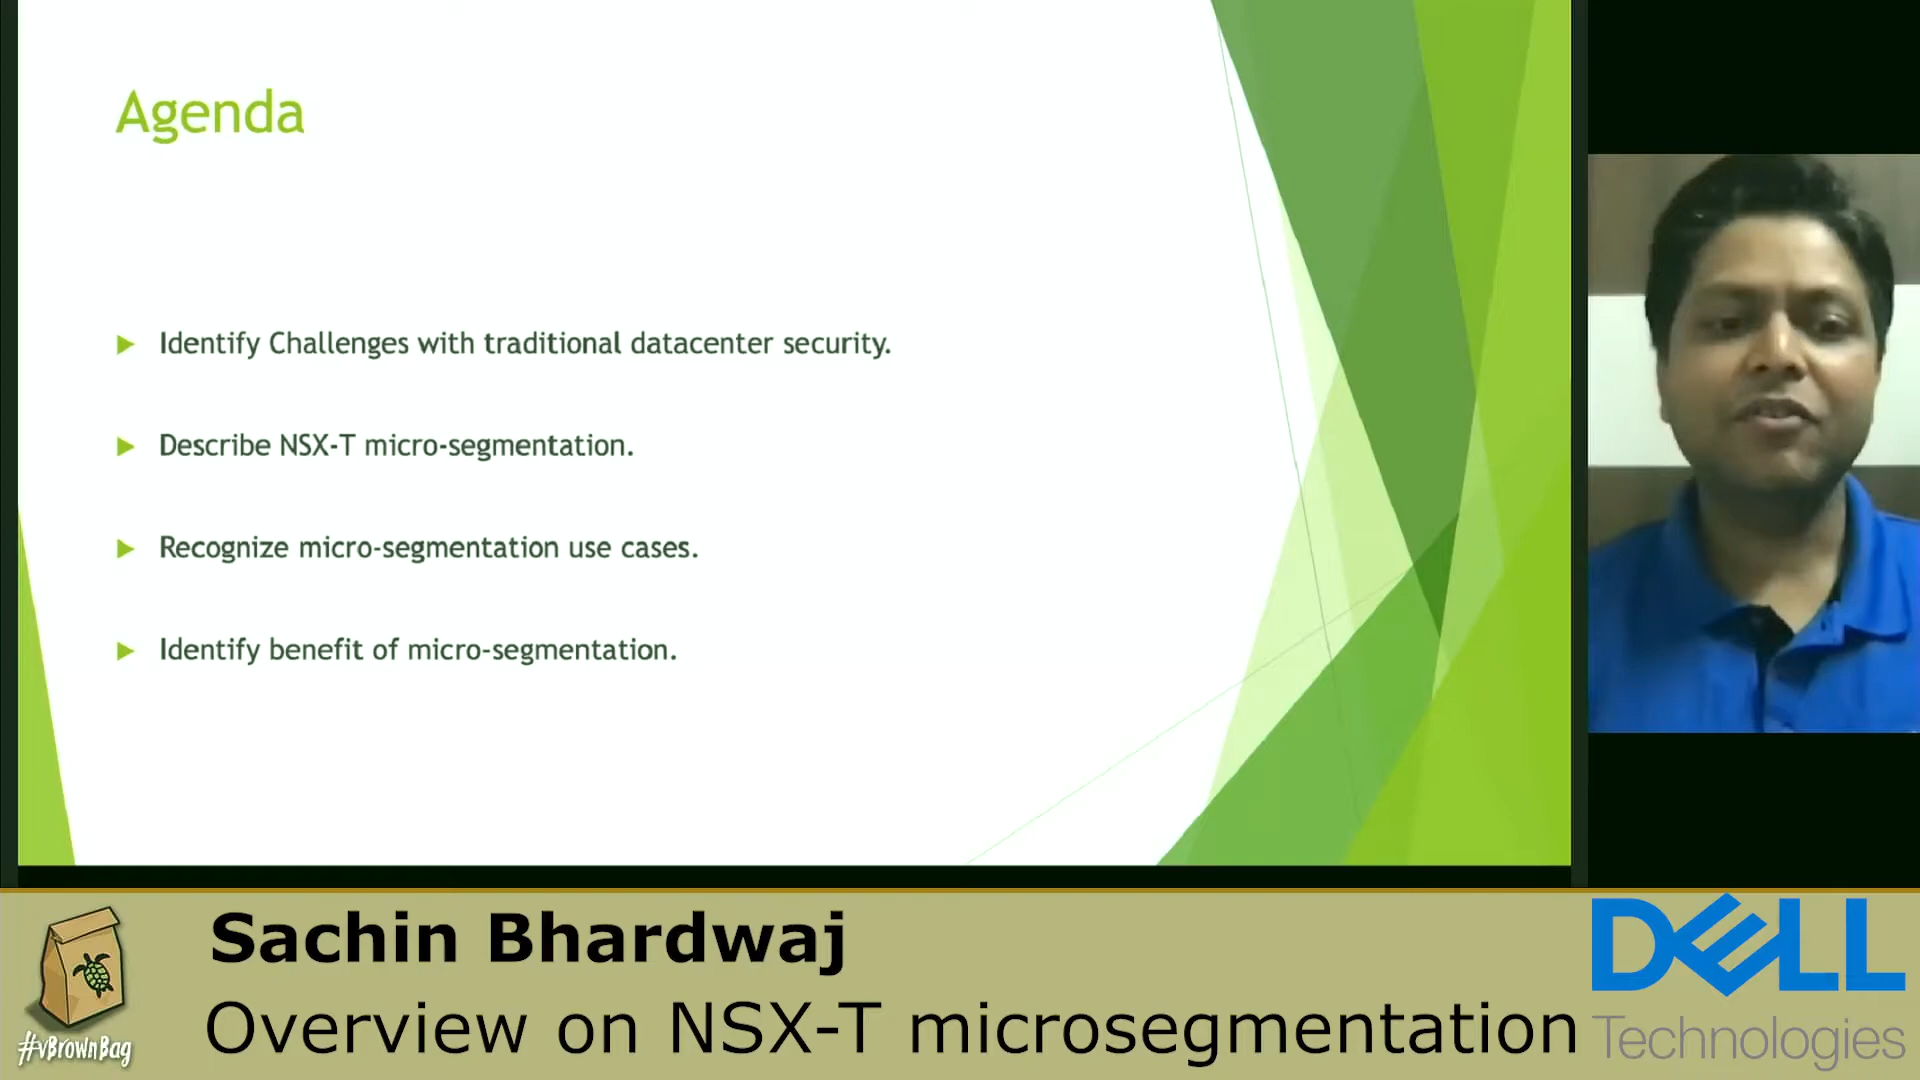 Agenda
Identify Challenges with traditional datacenter security.
Describe NSX-T micro-segmentation.
Recognize micro-segmentation use cases.
Identify benefit of micro-segmentation.
Sachin Bhardwaj
Overview on NSX-T microsegmentation
#vBrownBag
DELL
Technologies